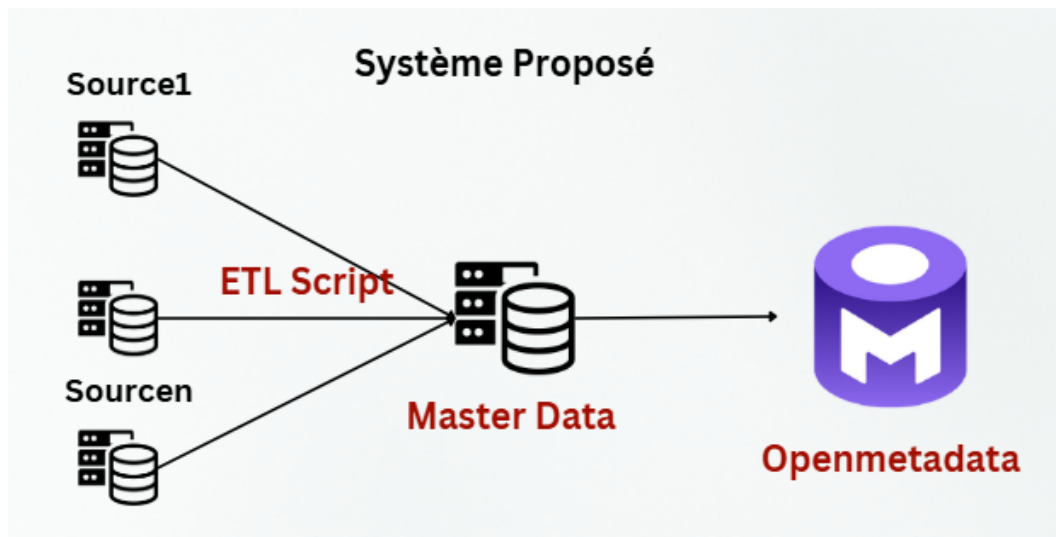 Système Proposé
Source1
ETL Script
Sourcen
Master Data
Openmetadata